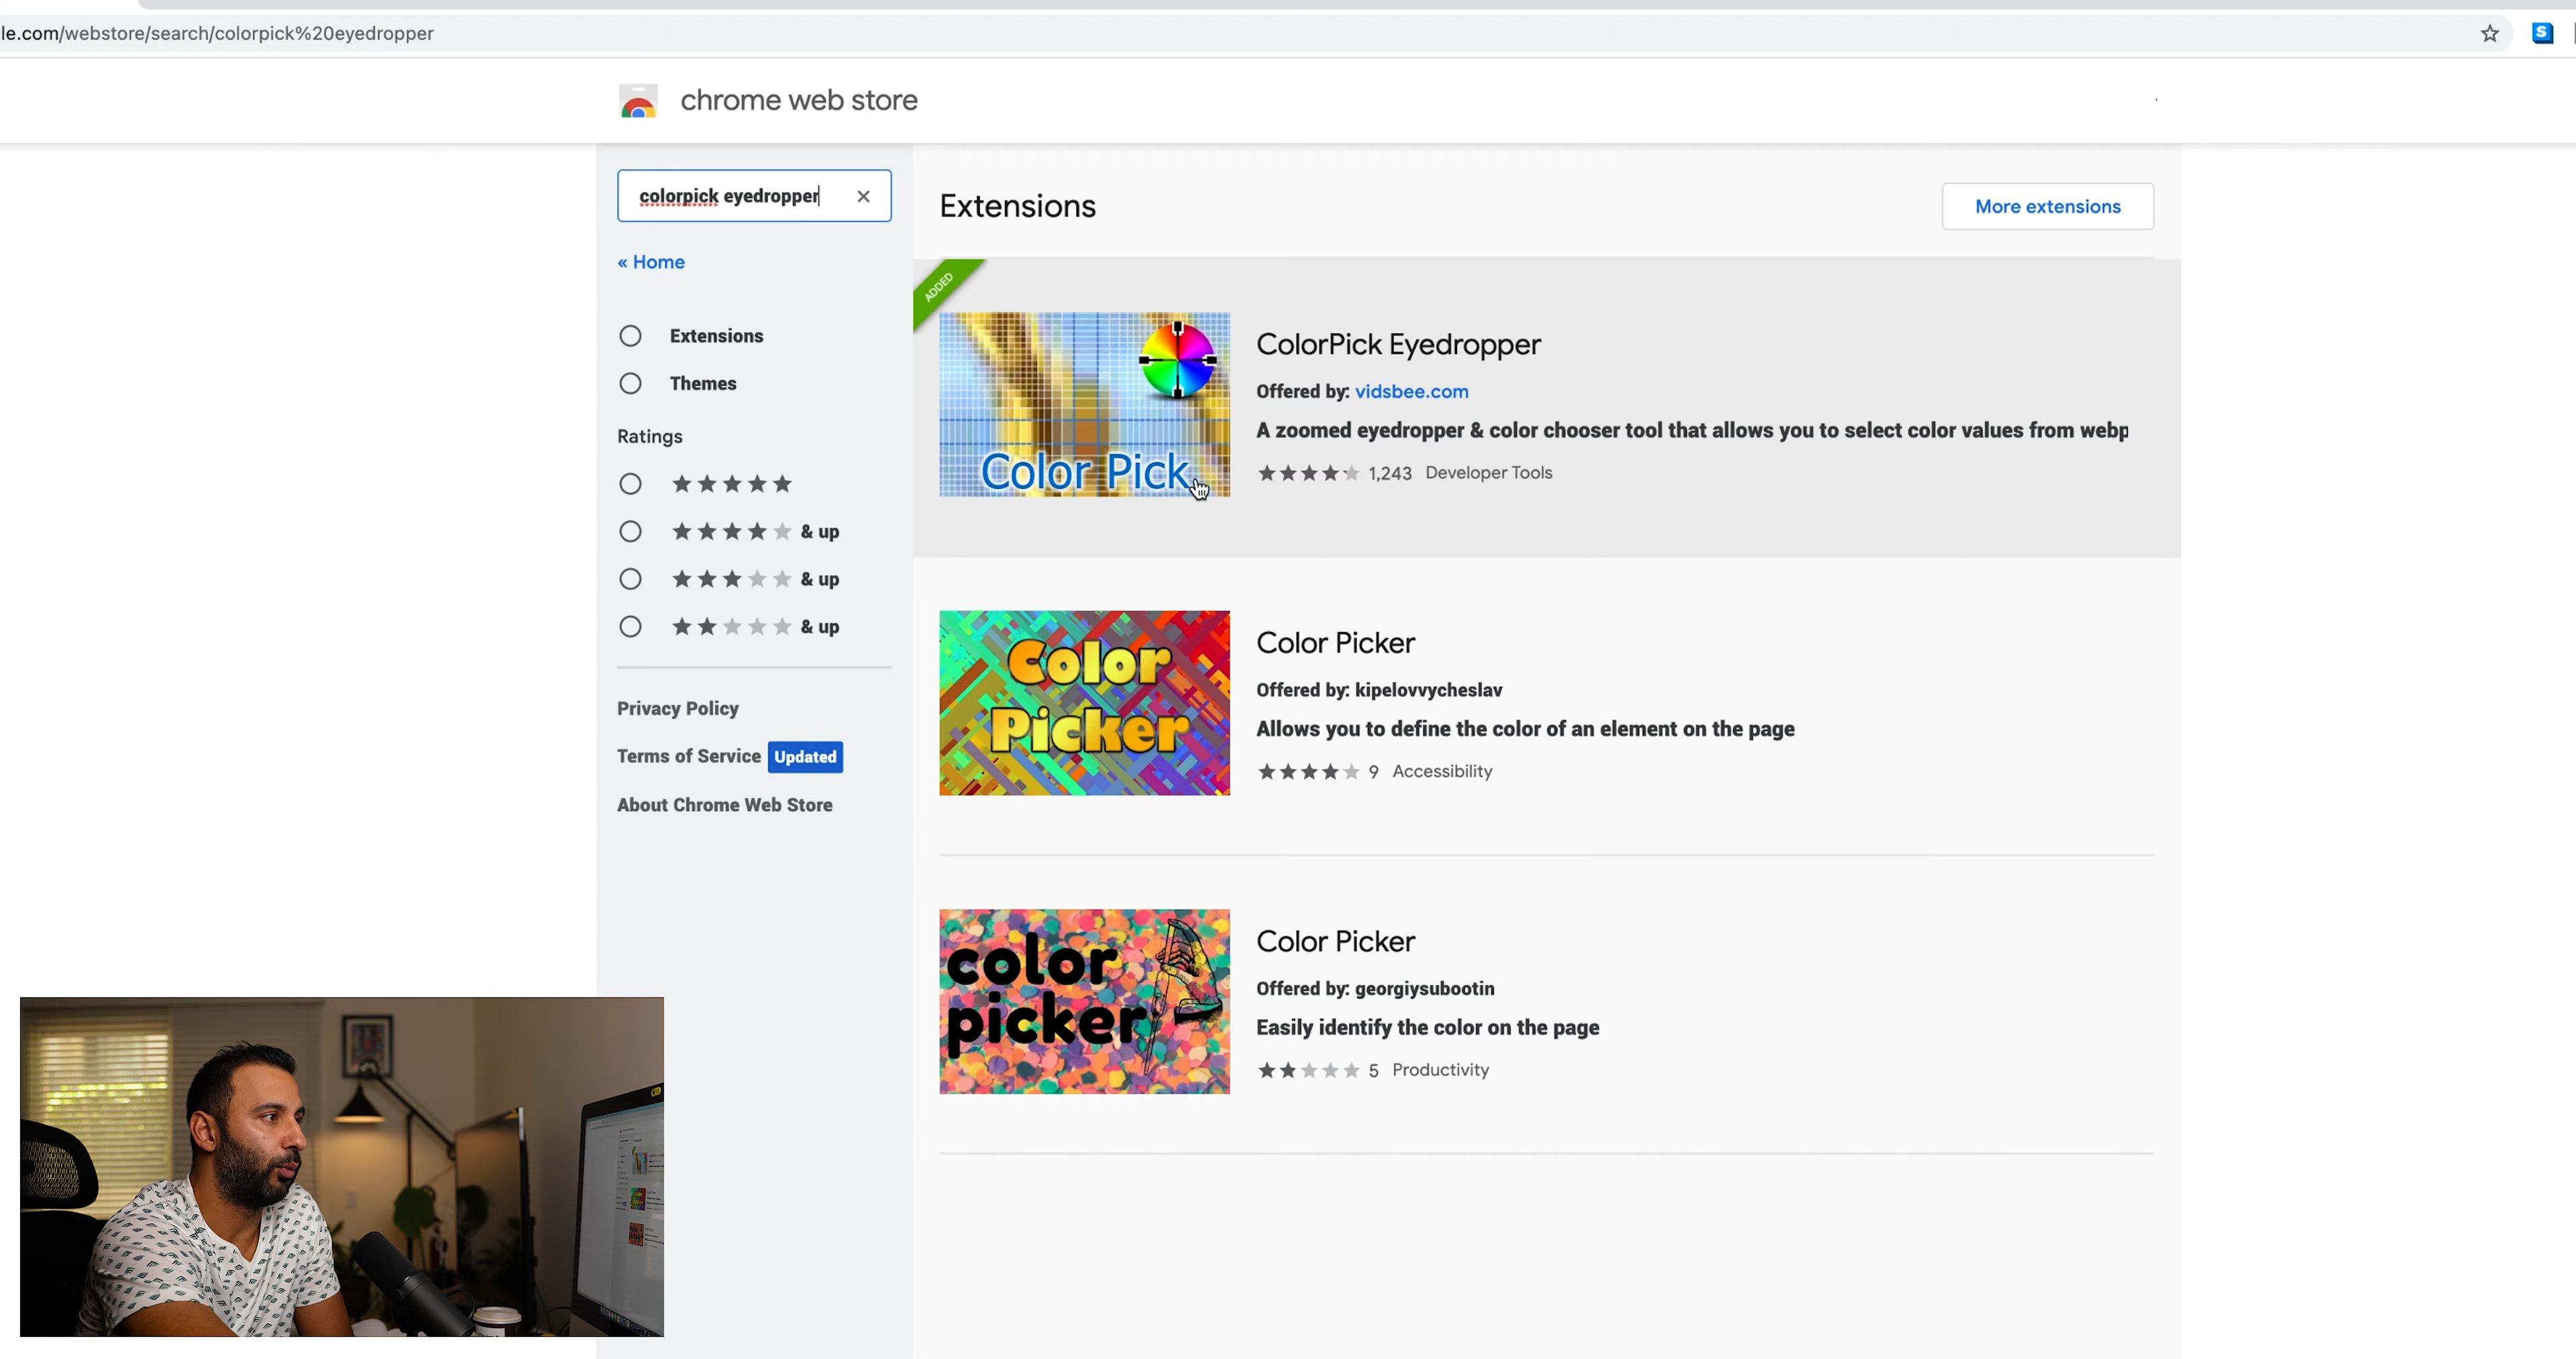 le.com/webstore/search/colorpick%20eyedropper
S
chrome web store
colorpick eyedropper
« Home
Extensions
Themes
Ratings
& up
& up
& up
Privacy Policy
Terms of Service Updated
About Chrome Web Store
Extensions
More extensions
ADDED
Color Pick
ColorPick Eyedropper
Offered by: vidsbee.com
A zoomed eyedropper & color chooser tool that allows you to select color values from webp
1,243 Developer Tools
Color
Picker
Color Picker
Offered by: kipelovvycheslav
Allows you to define the color of an element on the page
9 Accessibility
color
picker
Color Picker
Offered by: georgiysubootin
Easily identify the color on the page
5 Productivity